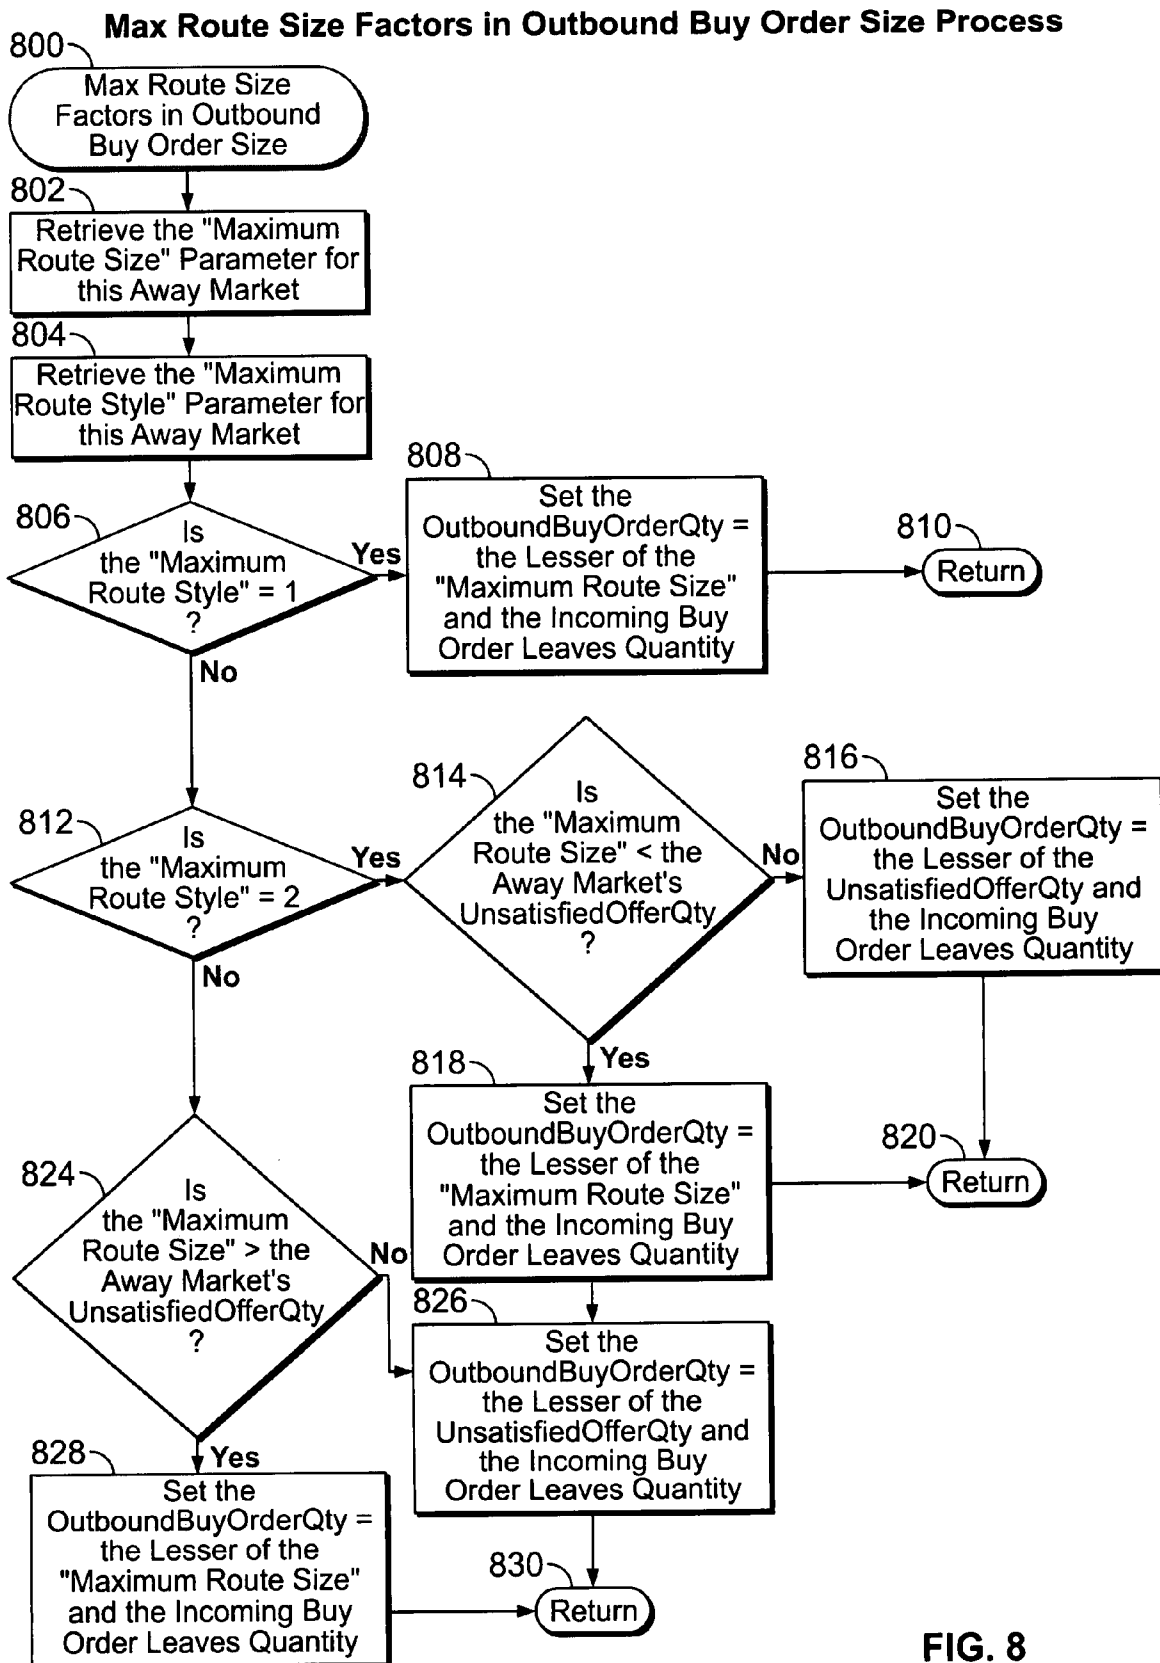 Max Route Size Factors in Outbound Buy Order Size Process
800
Max Route Size
Factors in Outbound
Buy Order Size
802
Retrieve the "Maximum
Route Size" Parameter for
this Away Market
804
Retrieve the "Maximum
Route Style" Parameter for
this Away Market
806
Is
the "Maximum
Route Style" = 1
?
Yes
No
808
Set the
OutboundBuyOrderQty =
the Lesser of the
"Maximum Route Size"
and the Incoming Buy
Order Leaves Quantity
810
Return
812
Is
the "Maximum
Route Style" = 2
?
Yes
No
814
Is
the "Maximum
Route Size" < the
Away Market's
UnsatisfiedOfferQty
?
No
Yes
816
Set the
OutboundBuyOrderQty =
the Lesser of the
UnsatisfiedOfferQty and
the Incoming Buy
Order Leaves Quantity
818
Set the
OutboundBuyOrderQty =
the Lesser of the
"Maximum Route Size"
and the Incoming Buy
Order Leaves Quantity
820
Return
824
Is
the "Maximum
Route Size" > the
Away Market's
UnsatisfiedOfferQty
?
No
Yes
826
Set the
OutboundBuyOrderQty =
the Lesser of the
UnsatisfiedOfferQty and
the Incoming Buy
Order Leaves Quantity
828
Set the
OutboundBuyOrderQty =
the Lesser of the
"Maximum Route Size"
and the Incoming Buy
Order Leaves Quantity
830
Return
FIG. 8